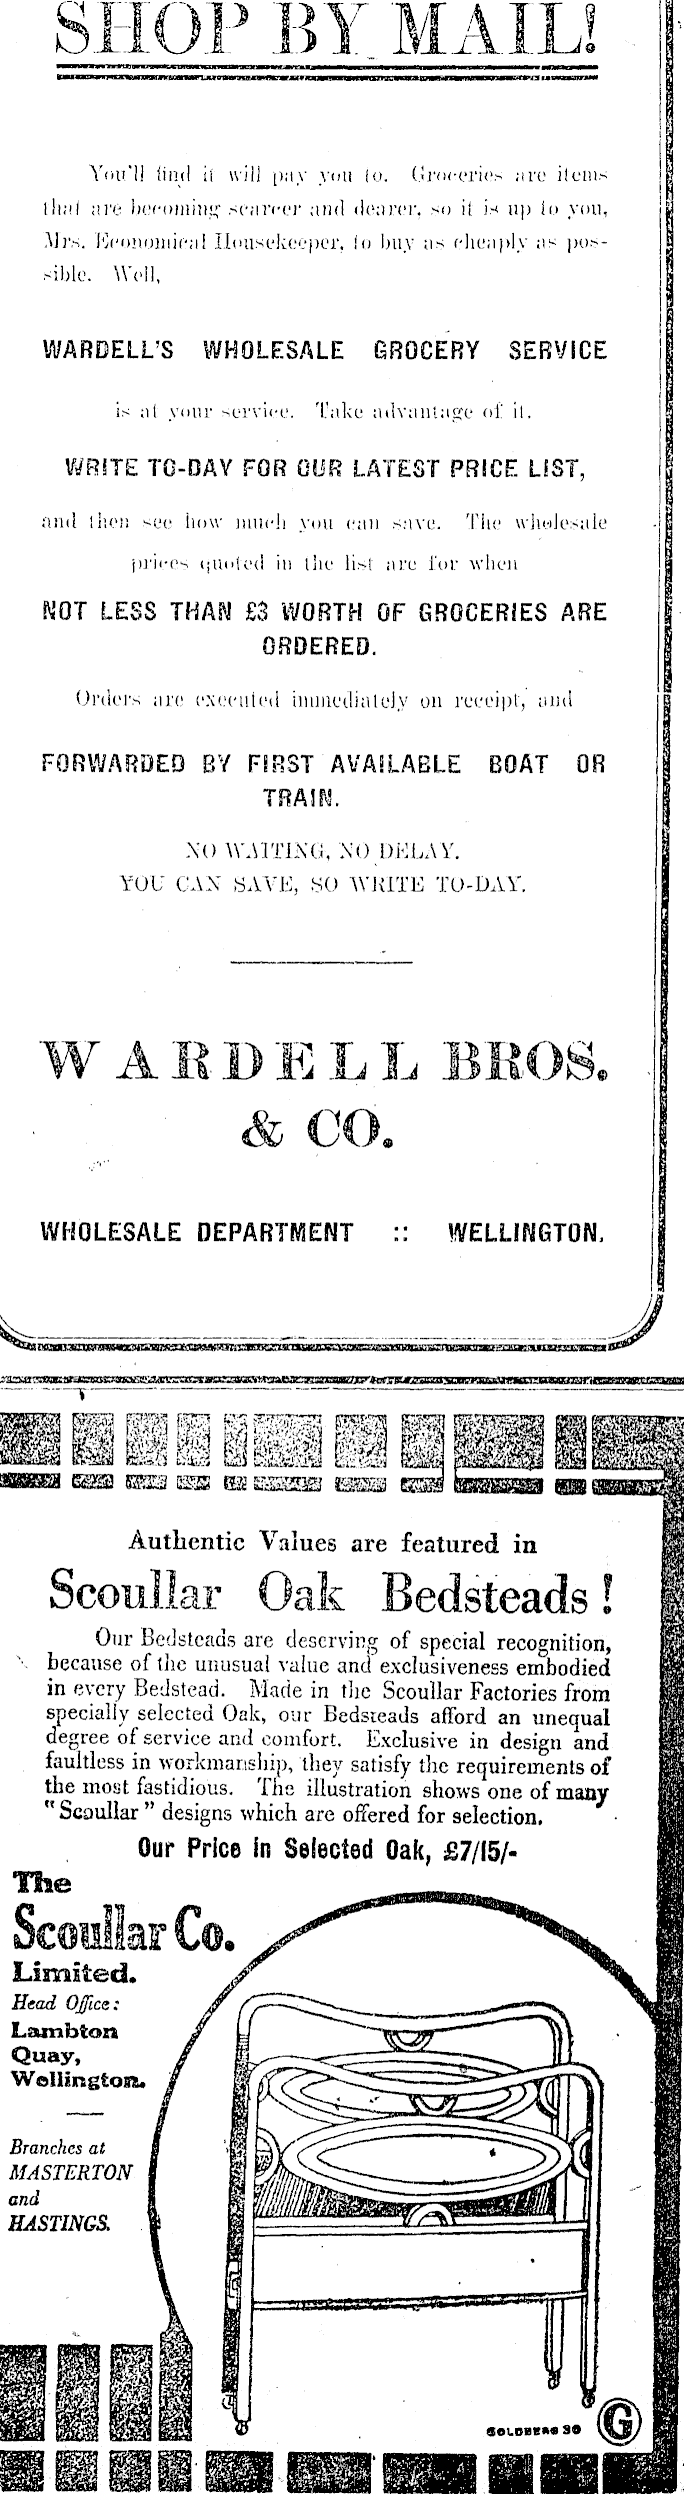 SHOP BY MAIL!
You'll find it will pay you to. Groceries are items
that are becoming scarcer and dearer, so it is up to you,
Mrs. Economical Housekeeper, to buy as cheaply as pos-
sible. Well,
WARDELL'S WHOLESALE GROCERY SERVICE
is at your service. Take advantage of it.
WRITE TO-DAY FOR OUR LATEST PRICE LIST,
and then see how much you can save. The wholesale
prices quoted in the list are for when
NOT LESS THAN £3 WORTH OF GROCERIES ARE
ORDERED.
Orders are executed immediately on receipt, and
FORWARDED BY FIRST AVAILABLE BOAT OR
TRAIN.
NO WAITING, NO DELAY.
YOU CAN SAVE, SO WRITE TO-DAY.
WARDELL BROS.
& CO.
WHOLESALE DEPARTMENT :: WELLINGTON.
Authentic Values are featured in
Scoullar Oak Bedsteads!
Our Bedsteads are deserving of special recognition,
because of the unusual value and exclusiveness embodied
in every Bedstead. Made in the Scoullar Factories from
specially selected Oak, our Bedsteads afford an unequal
degree of service and comfort. Exclusive in design and
faultless in workmanship, they satisfy the requirements of
the most fastidious. The illustration shows one of many
"Scoullar" designs which are offered for selection.
Our Price in Selected Oak, £7/15/-
The
Scoullar Co.
Limited.
Head Office:
Lambton
Quay,
Wellington.
Branches at
MASTERTON
and
HASTINGS.
GOLDBERG 30 G